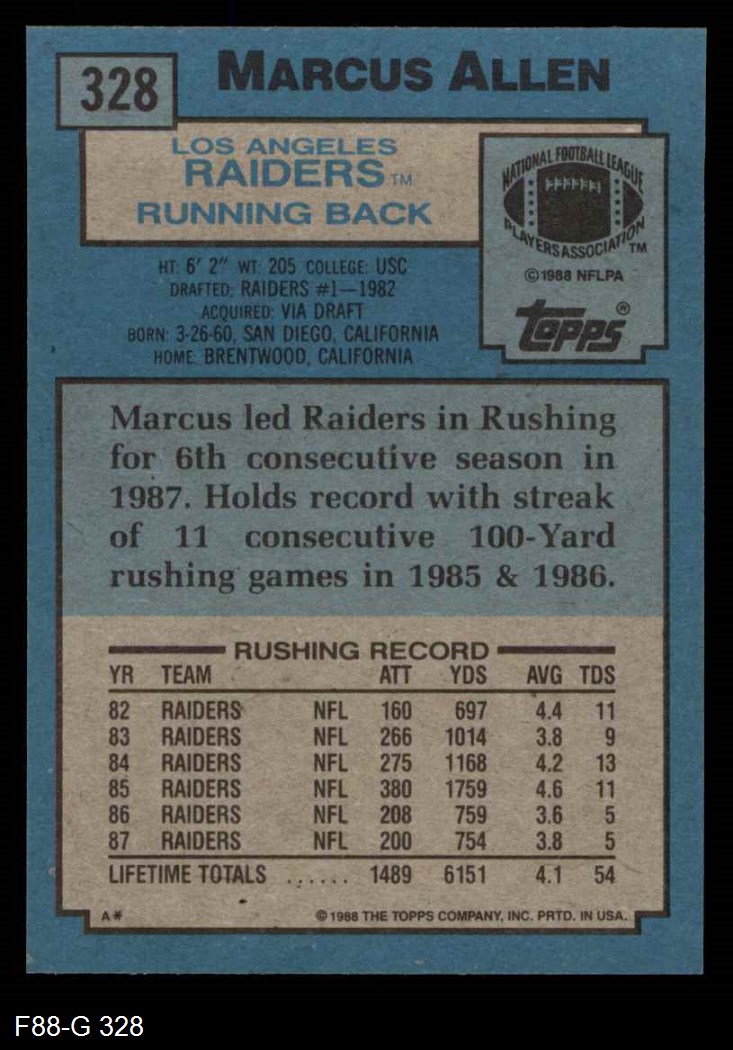 328
MARCUS ALLEN
LOS ANGELES
RAIDERS TM
RUNNING BACK
NATIONAL FOOTBALL LEAGUE
PLAYERS ASSOCIATION TM
©1988 NFLPA
topps®
HT: 6' 2" WT: 205 COLLEGE: USC
DRAFTED: RAIDERS #1—1982
ACQUIRED: VIA DRAFT
BORN: 3-26-60, SAN DIEGO, CALIFORNIA
HOME: BRENTWOOD, CALIFORNIA
Marcus led Raiders in Rushing
for 6th consecutive season in
1987. Holds record with streak
of 11 consecutive 100-Yard
rushing games in 1985 & 1986.
RUSHING RECORD
YR TEAM ATT YDS AVG TDS
82 RAIDERS NFL 160 697 4.4 11
83 RAIDERS NFL 266 1014 3.8 9
84 RAIDERS NFL 275 1168 4.2 13
85 RAIDERS NFL 380 1759 4.6 11
86 RAIDERS NFL 208 759 3.6 5
87 RAIDERS NFL 200 754 3.8 5
LIFETIME TOTALS ...... 1489 6151 4.1 54
A* ©1988 THE TOPPS COMPANY, INC. PRTD. IN USA.
F88-G 328